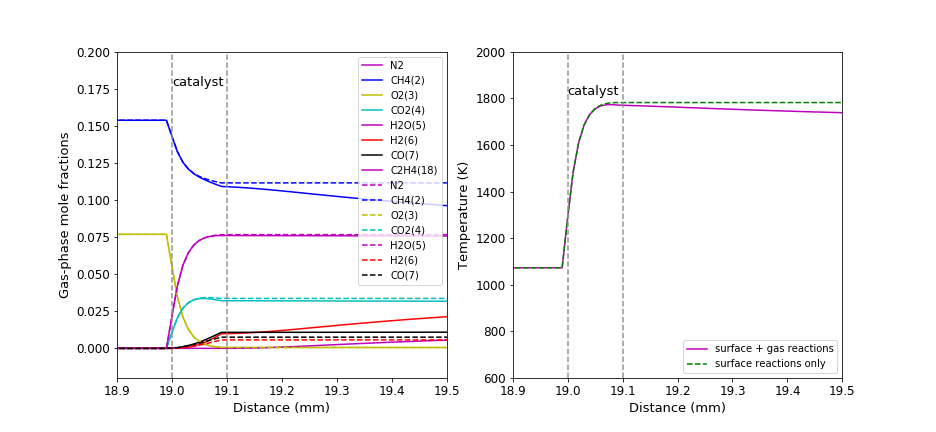 0.200
0.175
0.150
0.125
0.100
0.075
0.050
0.025
0.000
Gas-phase mole fractions
18.9 19.0 19.1 19.2 19.3 19.4 19.5
Distance (mm)
catalyst
N2
CH4(2)
O2(3)
CO2(4)
H2O(5)
H2(6)
CO(7)
C2H4(18)
N2
CH4(2)
O2(3)
CO2(4)
H2O(5)
H2(6)
CO(7)
2000
1800
1600
1400
1200
1000
800
600
Temperature (K)
18.9 19.0 19.1 19.2 19.3 19.4 19.5
Distance (mm)
catalyst
surface + gas reactions
surface reactions only